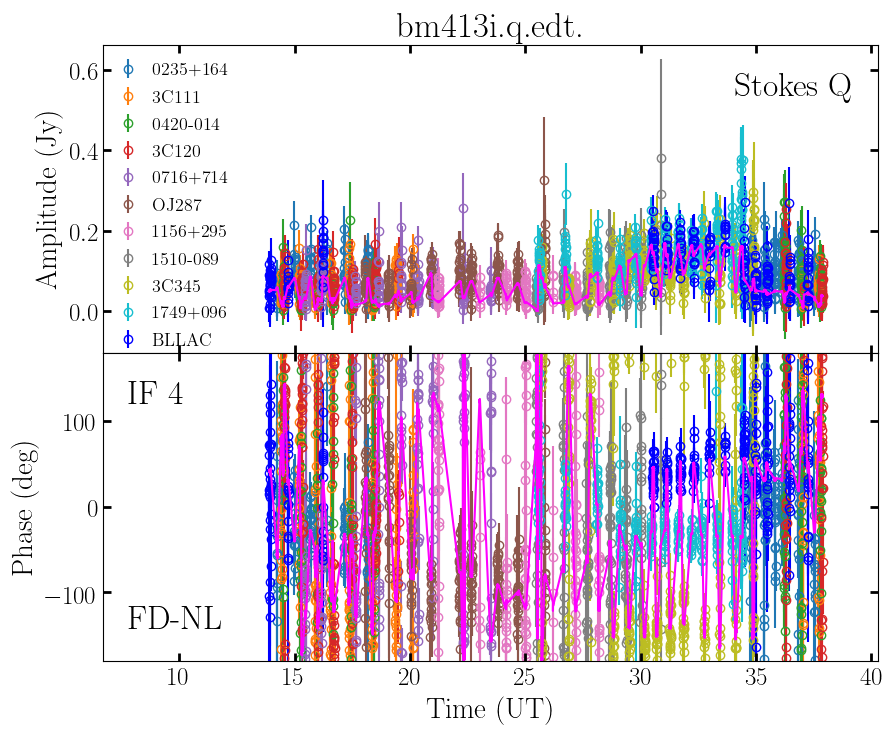 bm413i.q.edt.
Stokes Q
0235+164
3C111
0420-014
3C120
0716+714
OJ287
1156+295
1510-089
3C345
1749+096
BLLAC
0.6
0.4
0.2
0.0
Amplitude (Jy)
IF 4
FD-NL
100
0
−100
Phase (deg)
10 15 20 25 30 35 40
Time (UT)